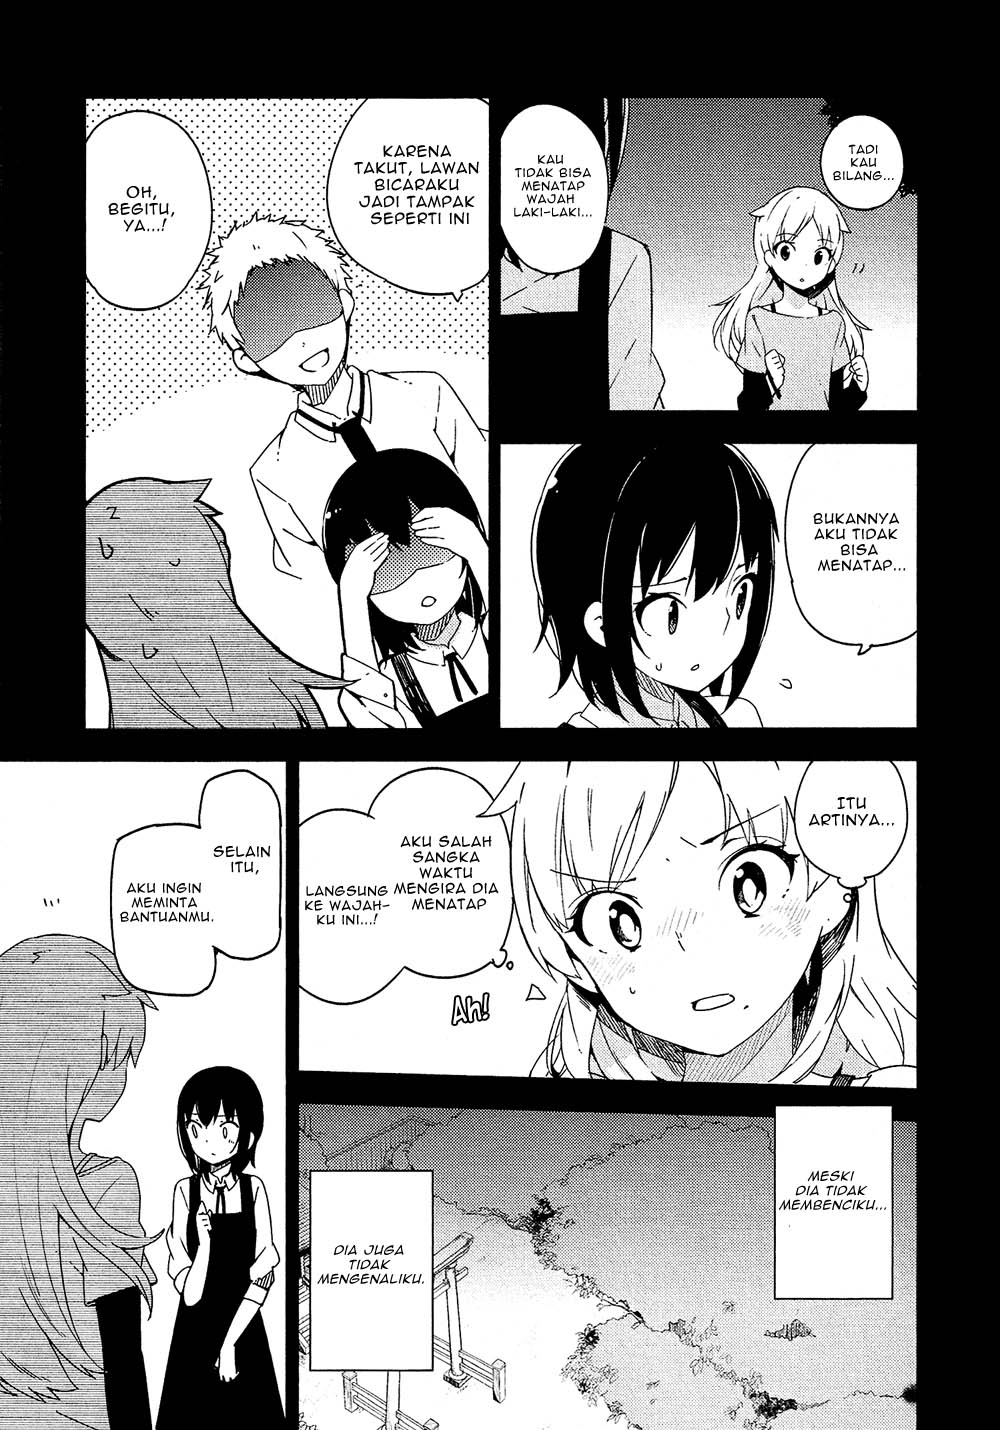 TADI
KAU
BILANG...
KAU
TIDAK BISA
MENATAP
WAJAH
LAKI-LAKI...
BUKANNYA
AKU TIDAK
BISA
MENATAP...
KARENA
TAKUT, LAWAN
BICARAKU
JADI TAMPAK
SEPERTI INI
OH,
BEGITU,
YA...!
ITU
ARTINYA...
AKU SALAH
SANGKA
WAKTU
MENGIRA DIA
MENATAP
LANGSUNG
KE WAJAH-
KU INI...!
Ah!
MESKI
DIA TIDAK
MEMBENCIKU...
DIA JUGA
TIDAK
MENGENALIKU.
SELAIN
ITU,
AKU INGIN
MEMINTA
BANTUANMU.